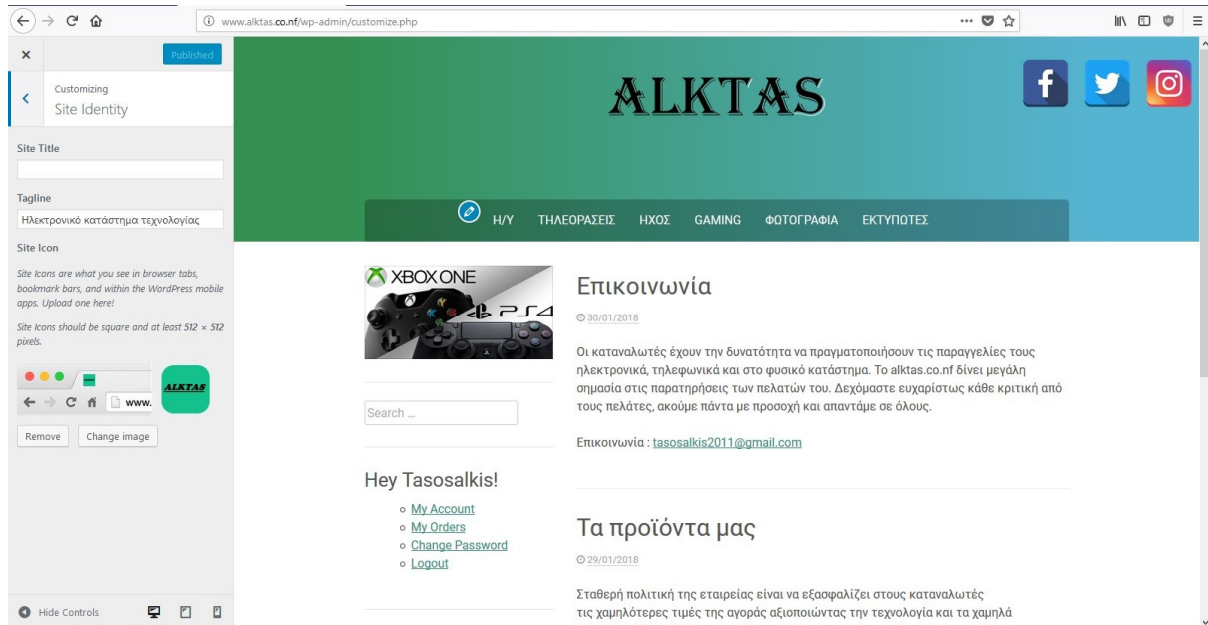 www.alktas.co.nf/wp-admin/customize.php
Published
Customizing
Site Identity
Site Title
Tagline
Ηλεκτρονικό κατάστημα τεχνολογίας
Site Icon
Site Icons are what you see in browser tabs,
bookmark bars, and within the WordPress mobile
apps. Upload one here!
Site Icons should be square and at least 512 × 512
pixels.
www.
ALKTAS
Remove
Change image
Hide Controls
ALKTAS
Η/Υ ΤΗΛΕΟΡΑΣΕΙΣ ΗΧΟΣ GAMING ΦΩΤΟΓΡΑΦΙΑ ΕΚΤΥΠΩΤΕΣ
XBOX ONE
PS4
Search ...
Hey Tasosalkis!
My Account
My Orders
Change Password
Logout
Επικοινωνία
30/01/2018
Οι καταναλωτές έχουν την δυνατότητα να πραγματοποιήσουν τις παραγγελίες τους
ηλεκτρονικά, τηλεφωνικά και στο φυσικό κατάστημα. Το alktas.co.nf δίνει μεγάλη
σημασία στις παρατηρήσεις των πελατών του. Δεχόμαστε ευχαρίστως κάθε κριτική από
τους πελάτες, ακούμε πάντα με προσοχή και απαντάμε σε όλους.
Επικοινωνία : tasosalkis2011@gmail.com
Τα προϊόντα μας
29/01/2018
Σταθερή πολιτική της εταιρείας είναι να εξασφαλίζει στους καταναλωτές
τις χαμηλότερες τιμές της αγοράς αξιοποιώντας την τεχνολογία και τα χαμηλά